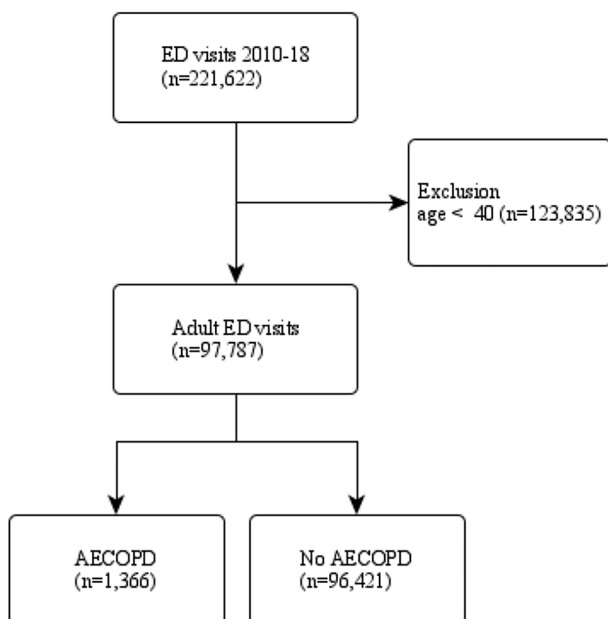 ED visits 2010-18
(n=221,622)
Exclusion
age < 40 (n=123,835)
Adult ED visits
(n=97,787)
AECOPD
(n=1,366)
No AECOPD
(n=96,421)